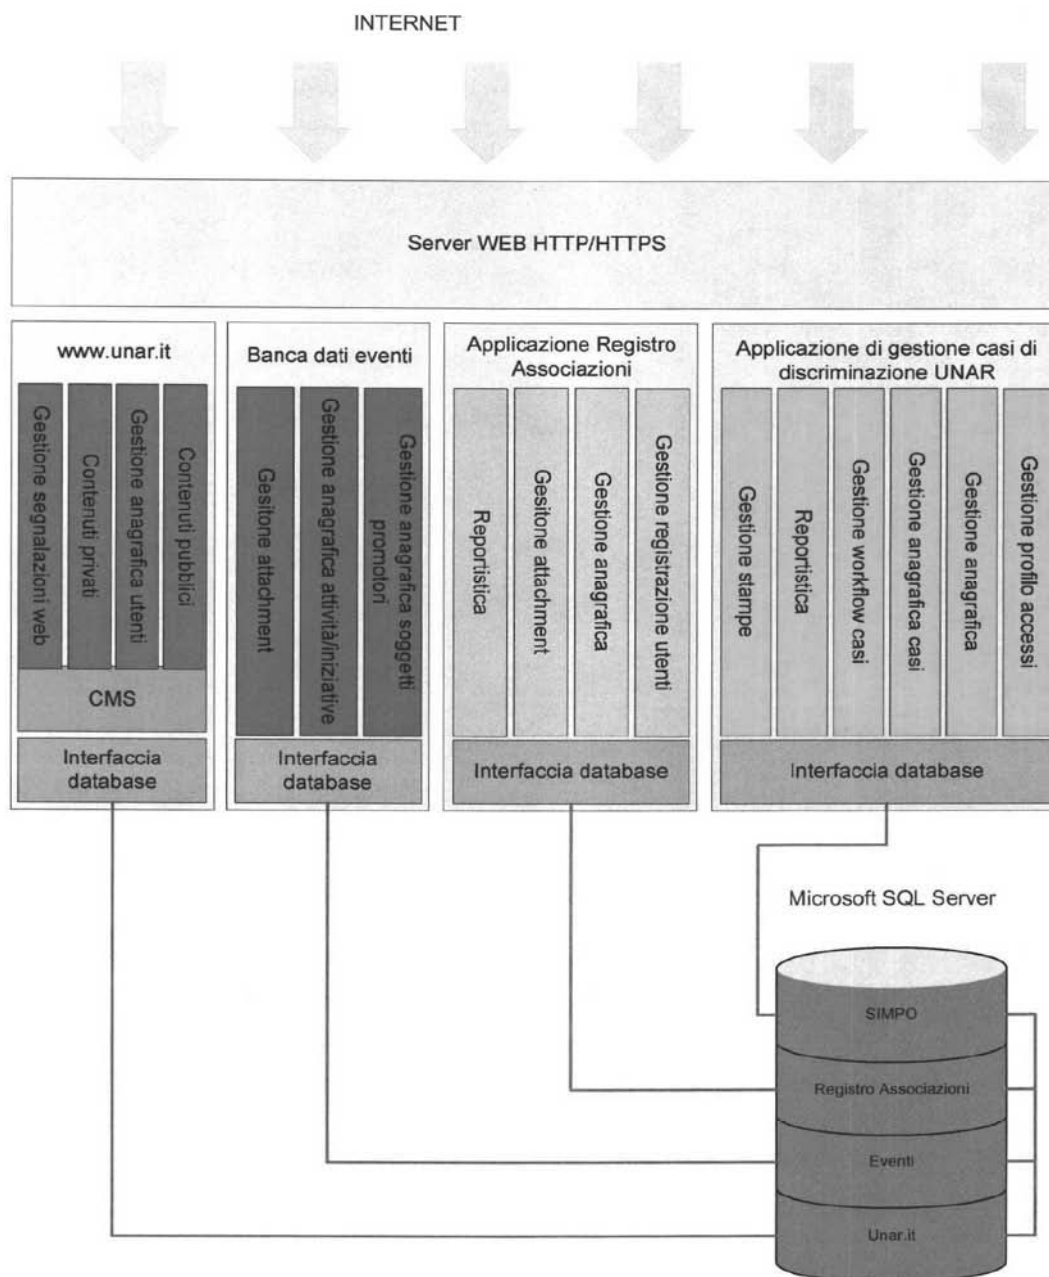 INTERNET
Server WEB HTTP/HTTPS
www.unar.it
Gestione segnalazioni web
Contenuti privati
Gestione anagrafica utenti
Contenuti pubblici
CMS
Interfaccia
database
Banca dati eventi
Gesitone attachment
Gestione anagrafica attività/iniziative
Gestione anagrafica soggetti
promotori
Interfaccia
database
Applicazione Registro
Associazioni
Reportistica
Gesitone attachment
Gestione anagrafica
Gestione registrazione utenti
Interfaccia database
Applicazione di gestione casi di
discriminazione UNAR
Gestione stampe
Reportistica
Gestione workflow casi
Gestione anagrafica casi
Gestione anagrafica
Gestione profilo accessi
Interfaccia database
Microsoft SQL Server
SIMPO
Registro Associazioni
Eventi
Unar.it